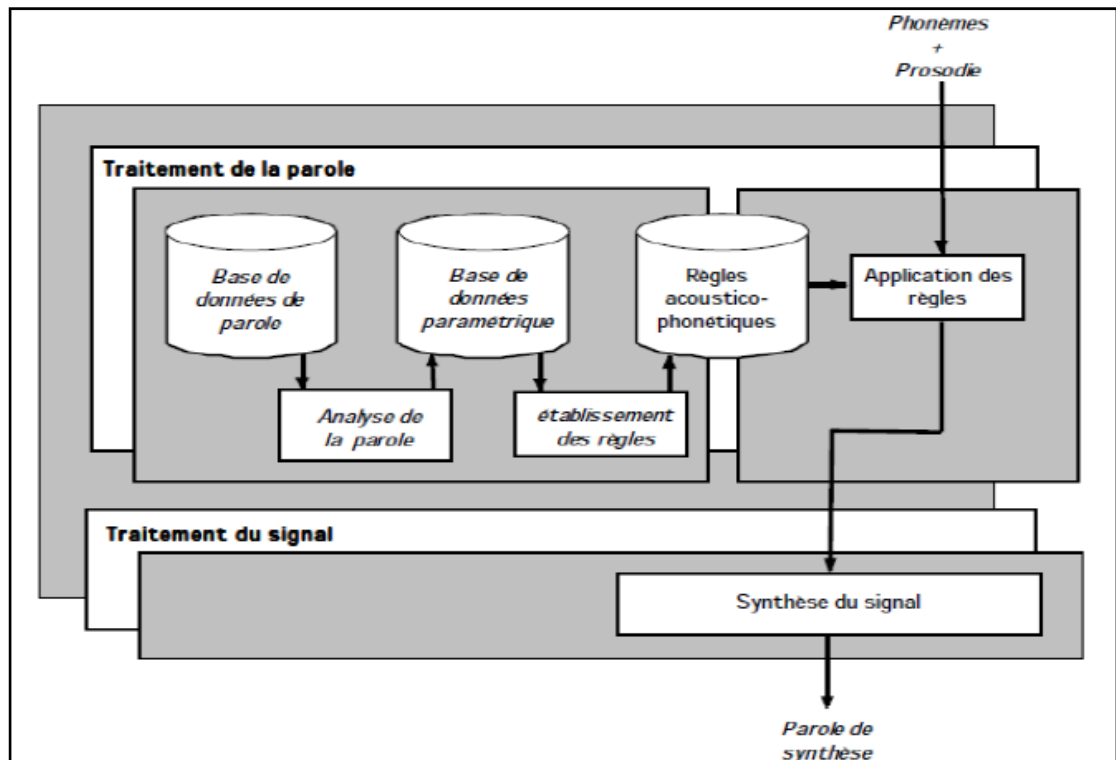 Phonèmes
+
Prosodie
Traitement de la parole
Base de
données de
parole
Base de
données
paramétrique
Règles
acoustico-
phonétiques
Application des
règles
Analyse de
la parole
établissement
des règles
Traitement du signal
Synthèse du signal
Parole de
synthèse